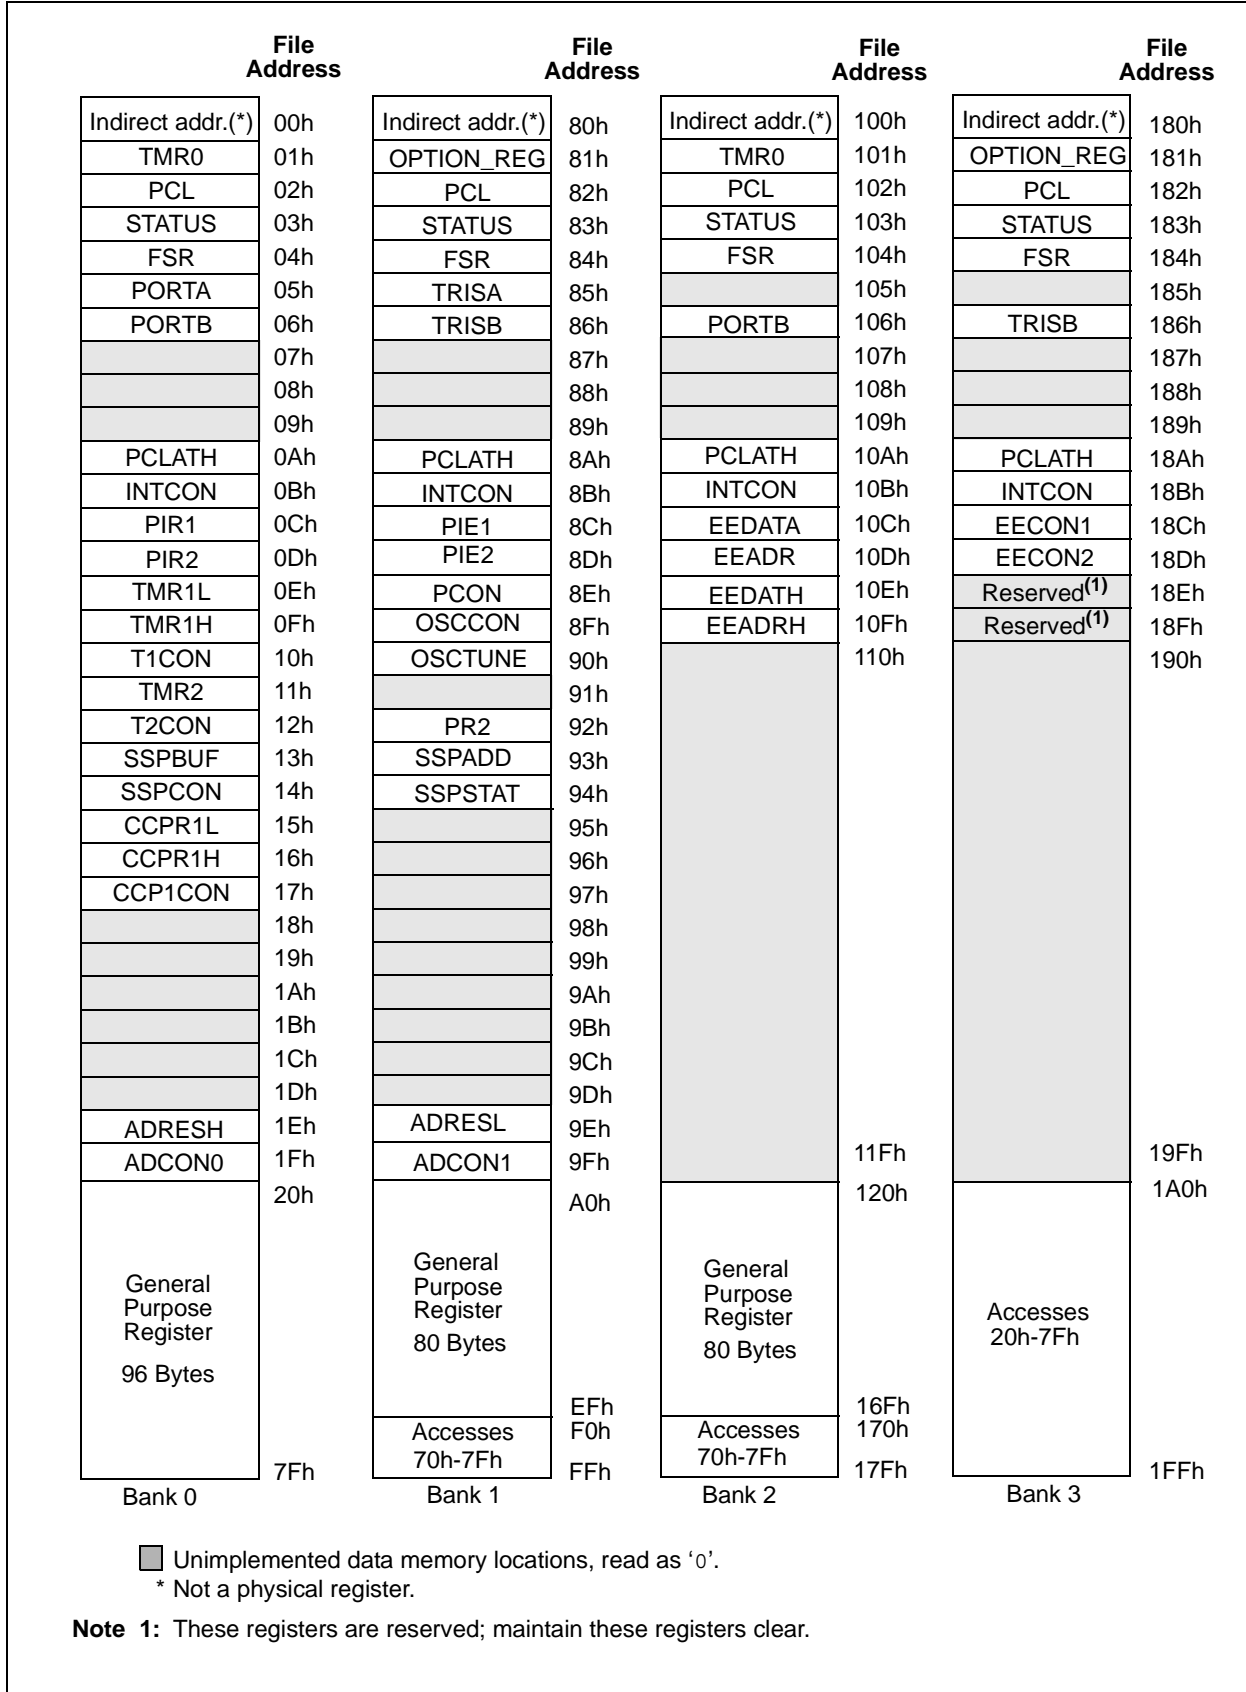 File Address File Address File Address File Address
Indirect addr.(*) 00h Indirect addr.(*) 80h Indirect addr.(*) 100h Indirect addr.(*) 180h
TMR0 01h OPTION_REG 81h TMR0 101h OPTION_REG 181h
PCL 02h PCL 82h PCL 102h PCL 182h
STATUS 03h STATUS 83h STATUS 103h STATUS 183h
FSR 04h FSR 84h FSR 104h FSR 184h
PORTA 05h TRISA 85h 105h 185h
PORTB 06h TRISB 86h PORTB 106h TRISB 186h
07h 87h 107h 187h
08h 88h 108h 188h
09h 89h 109h 189h
PCLATH 0Ah PCLATH 8Ah PCLATH 10Ah PCLATH 18Ah
INTCON 0Bh INTCON 8Bh INTCON 10Bh INTCON 18Bh
PIR1 0Ch PIE1 8Ch EEDATA 10Ch EECON1 18Ch
PIR2 0Dh PIE2 8Dh EEADR 10Dh EECON2 18Dh
TMR1L 0Eh PCON 8Eh EEDATH 10Eh Reserved(1) 18Eh
TMR1H 0Fh OSCCON 8Fh EEADRH 10Fh Reserved(1) 18Fh
T1CON 10h OSCTUNE 90h 110h 190h
TMR2 11h 91h
T2CON 12h PR2 92h
SSPBUF 13h SSPADD 93h
SSPCON 14h SSPSTAT 94h
CCPR1L 15h 95h
CCPR1H 16h 96h
CCP1CON 17h 97h
18h 98h
19h 99h
1Ah 9Ah
1Bh 9Bh
1Ch 9Ch
1Dh 9Dh
ADRESH 1Eh ADRESL 9Eh
ADCON0 1Fh ADCON1 9Fh 11Fh 19Fh
20h A0h 120h 1A0h
General Purpose Register 96 Bytes
General Purpose Register 80 Bytes
General Purpose Register 80 Bytes
Accesses 20h-7Fh
EFh 16Fh
Accesses 70h-7Fh F0h Accesses 70h-7Fh 170h
7Fh FFh 17Fh 1FFh
Bank 0 Bank 1 Bank 2 Bank 3
Unimplemented data memory locations, read as ‘0’.
* Not a physical register.
Note 1: These registers are reserved; maintain these registers clear.